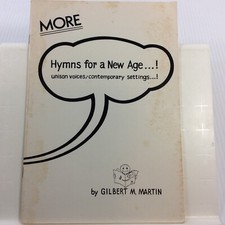 MORE
Hymns for a New Age...!
unison voices/contemporary settings...!
by GILBERT M. MARTIN